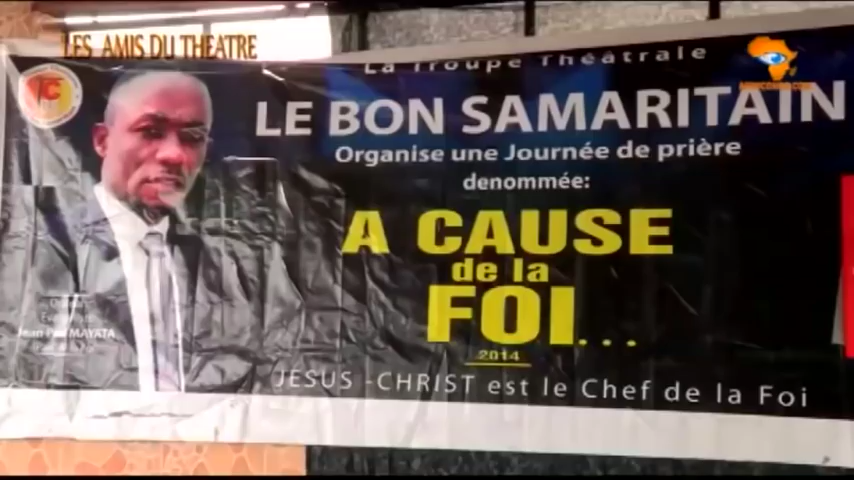 LES AMIS DU THEATRE
La Troupe Théâtrale
LE BON SAMARITAIN
Organise une Journée de prière
denommée:
A CAUSE
de la
FOI...
2014
JESUS-CHRIST est le Chef de la Foi
Jean-Paul MAYATA